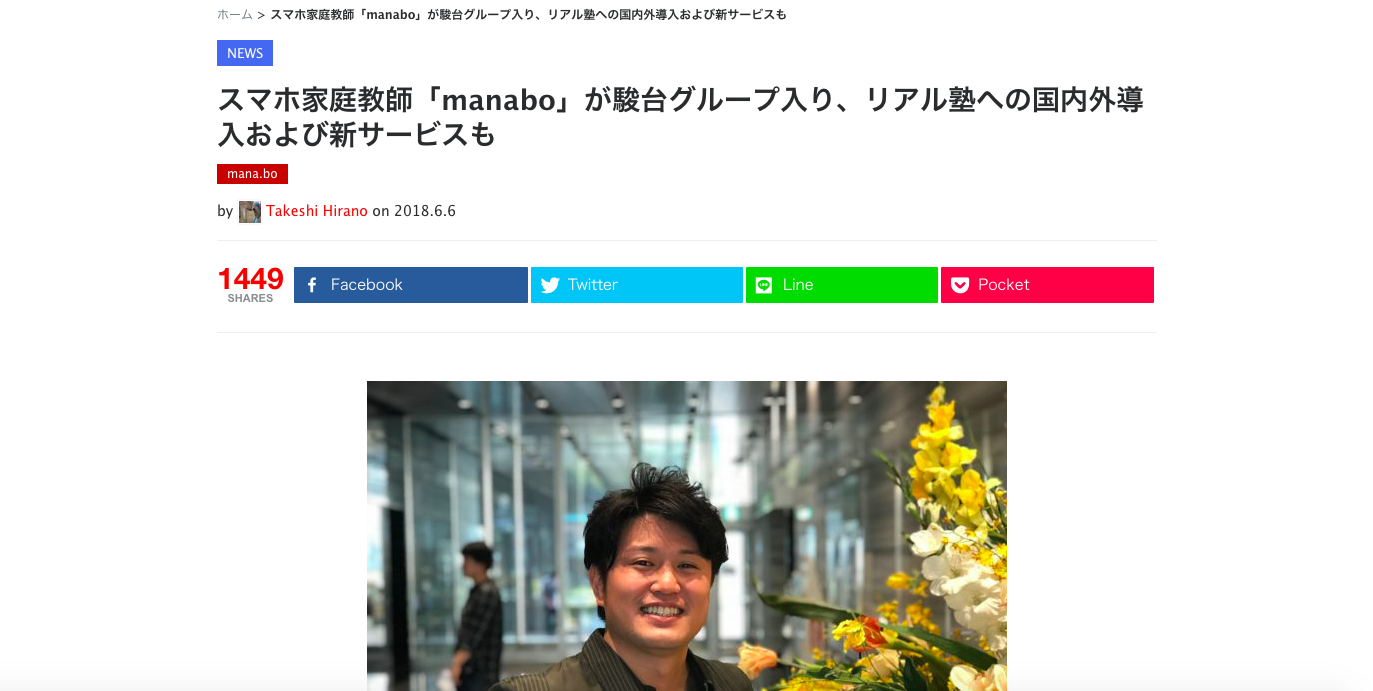 ホーム > スマホ家庭教師「manabo」が駿台グループ入り、リアル塾への国内外導入および新サービスも
NEWS
スマホ家庭教師「manabo」が駿台グループ入り、リアル塾への国内外導
入および新サービスも
mana.bo
by Takeshi Hirano on 2018.6.6
1449
SHARES
Facebook
Twitter
Line
Pocket